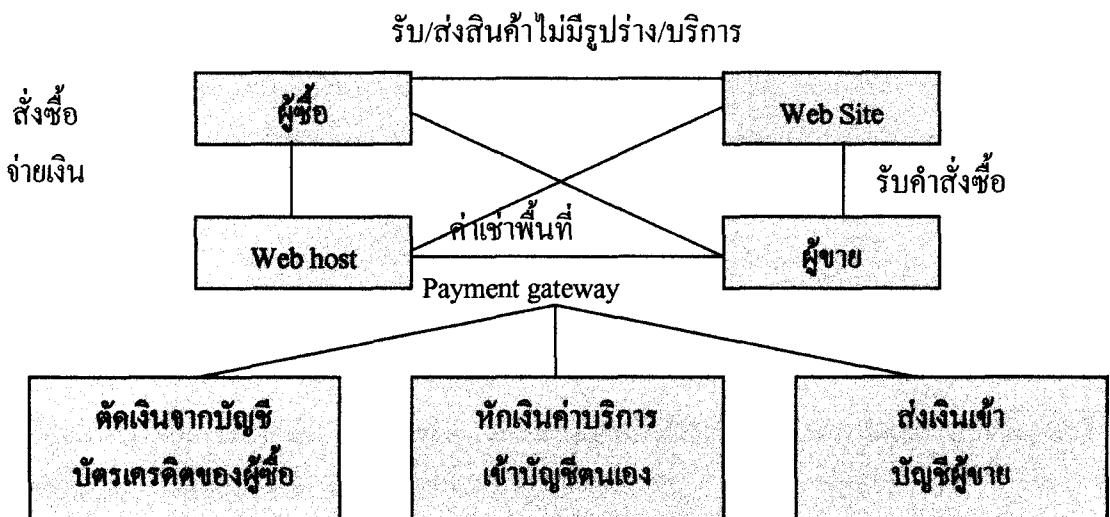 รับ/ส่งสินค้าไม่มีรูปร่าง/บริการ
สั่งซื้อ
จ่ายเงิน
ผู้ซื้อ
Web Site
รับคำสั่งซื้อ
ค่าเช่าพื้นที่
Web host
ผู้ขาย
Payment gateway
ตัดเงินจากบัญชี
บัตรเครดิตของผู้ซื้อ
หักเงินค่าบริการ
เข้าบัญชีตนเอง
ส่งเงินเข้า
บัญชีผู้ขาย